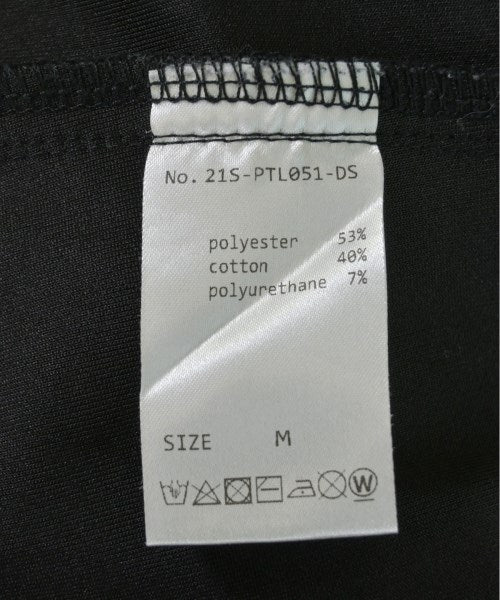 No. 21S-PTL051-DS
polyester 53%
cotton 40%
polyurethane 7%
SIZE M
W